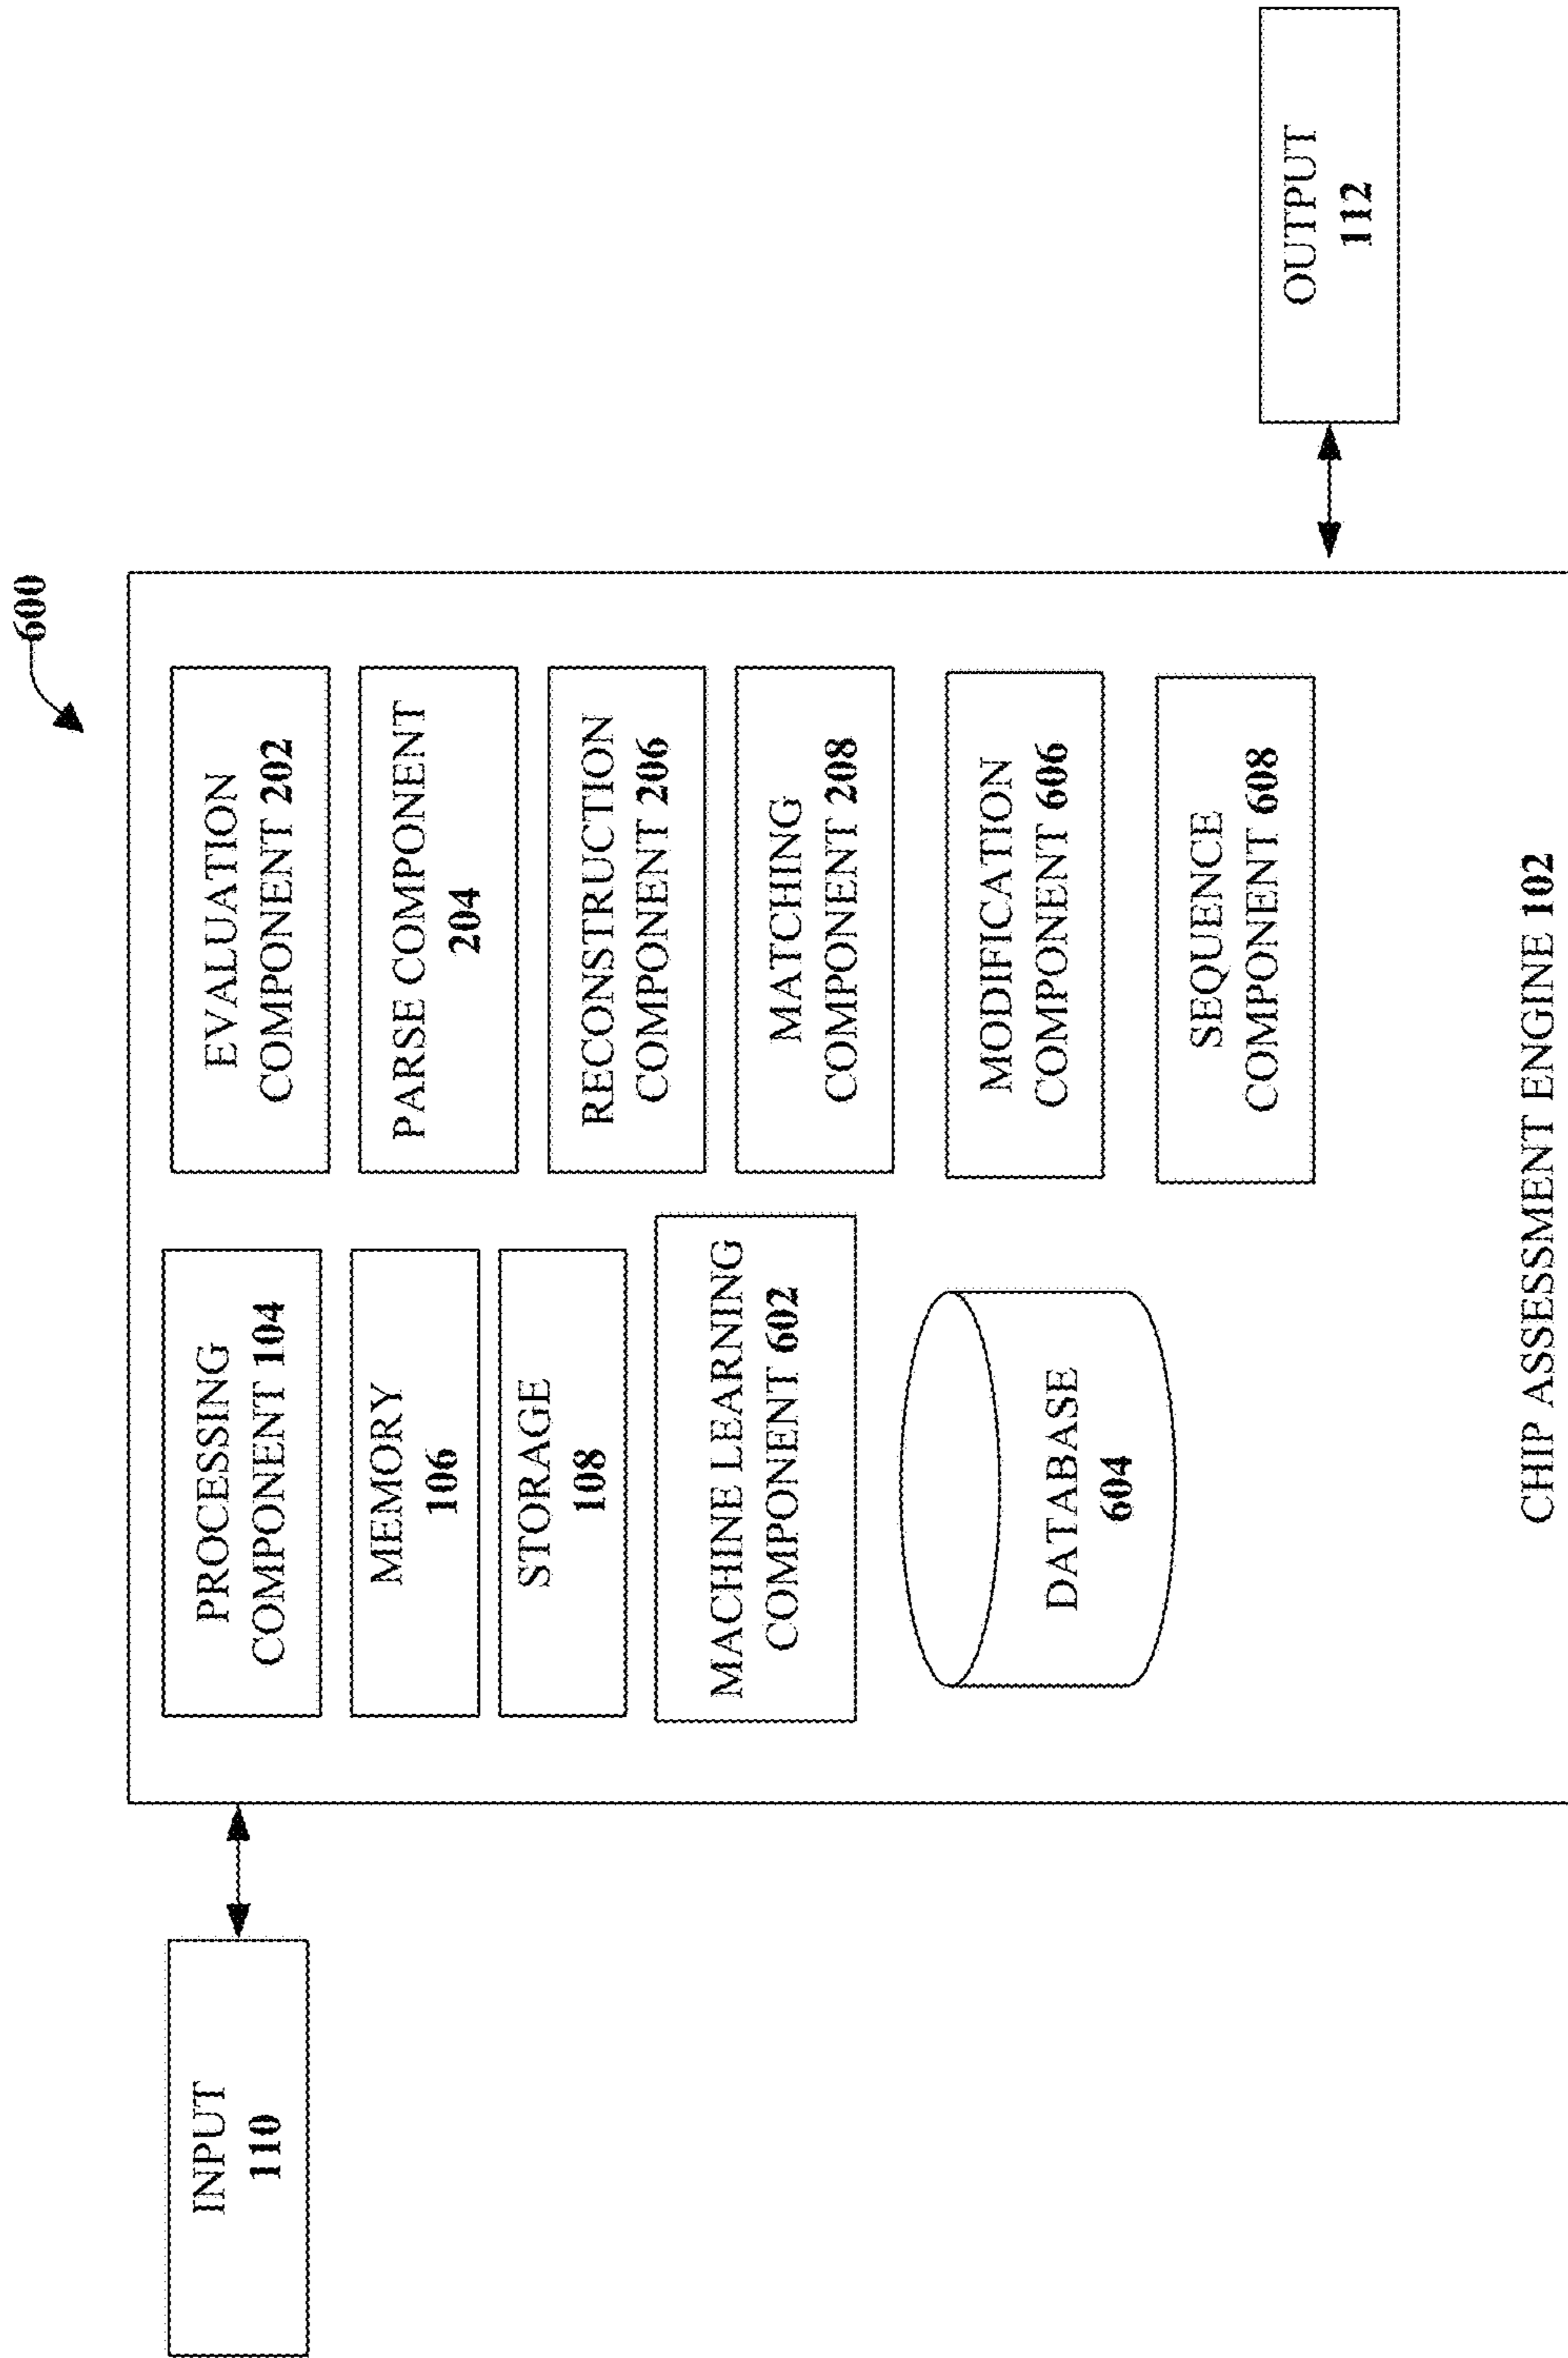 600
INPUT
110
PROCESSING
COMPONENT 104
MEMORY
106
STORAGE
108
MACHINE LEARNING
COMPONENT 602
DATABASE
604
EVALUATION
COMPONENT 202
PARSE COMPONENT
204
RECONSTRUCTION
COMPONENT 206
MATCHING
COMPONENT 208
MODIFICATION
COMPONENT 606
SEQUENCE
COMPONENT 608
CHIP ASSESSMENT ENGINE 102
OUTPUT
112